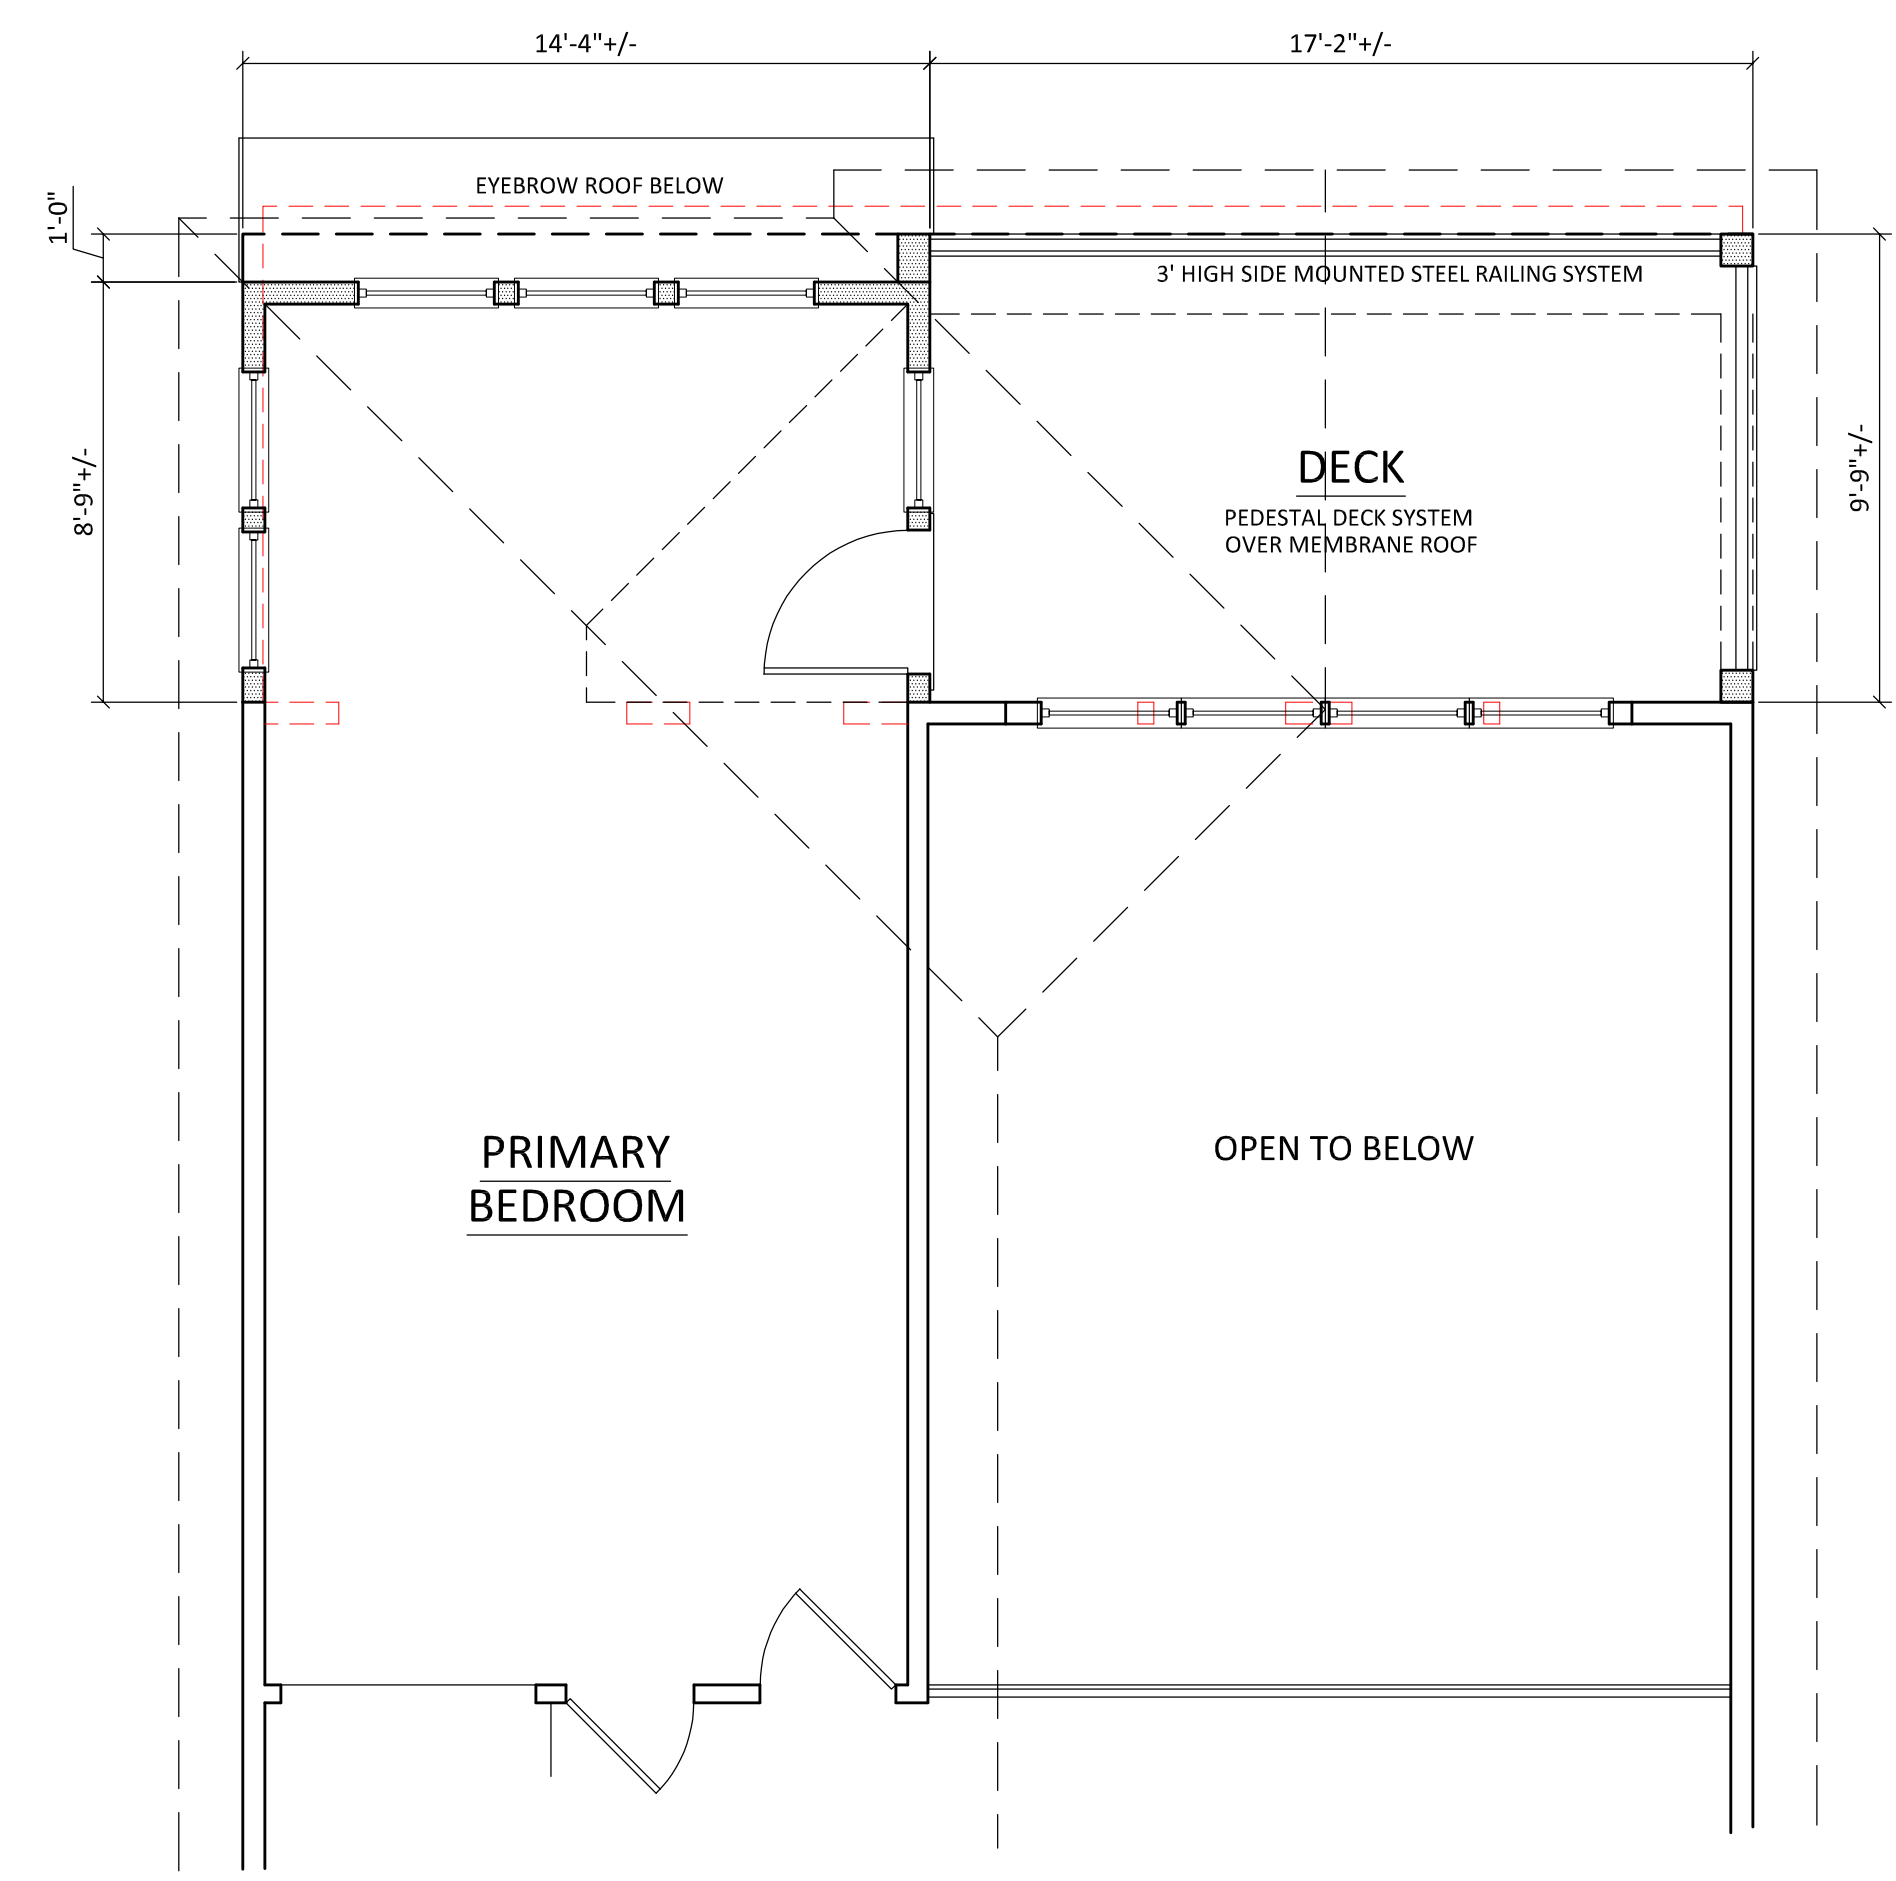 14'-4"+/-
17'-2"+/-
EYEBROW ROOF BELOW
1'-0"
3' HIGH SIDE MOUNTED STEEL RAILING SYSTEM
8'-9"+/-
DECK
PEDESTAL DECK SYSTEM
OVER MEMBRANE ROOF
9'-9"+/-
PRIMARY
BEDROOM
OPEN TO BELOW